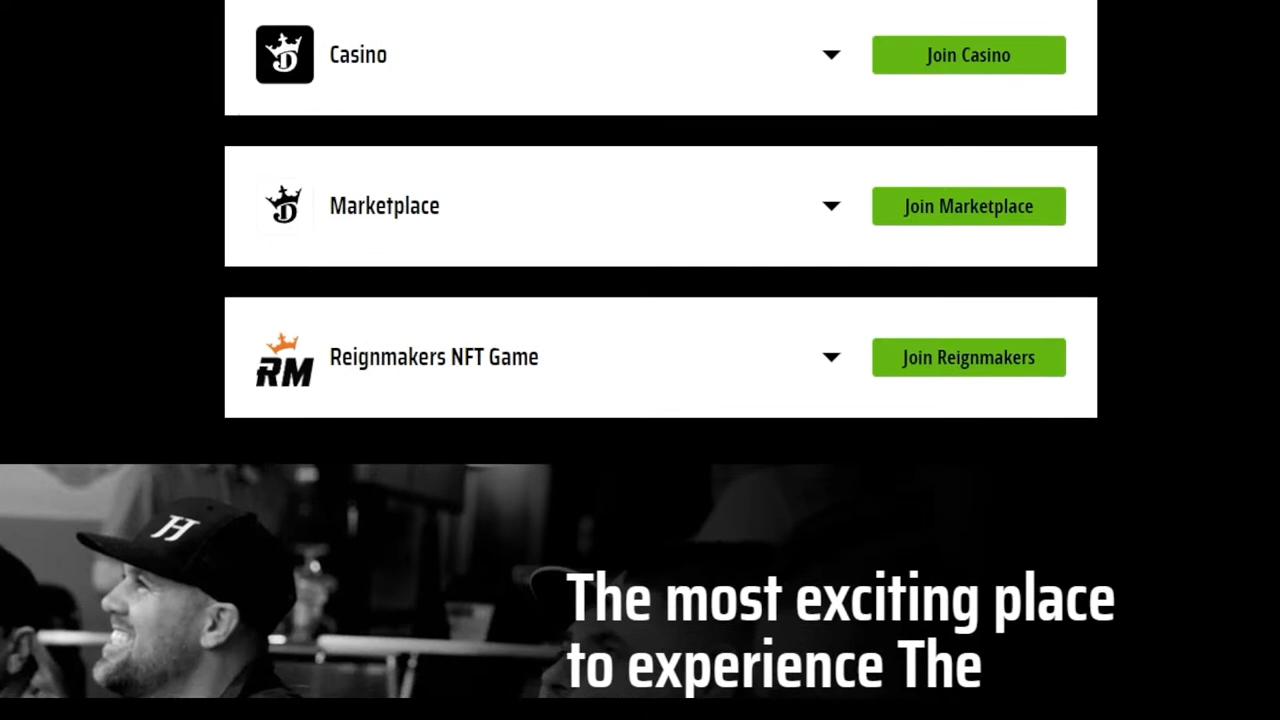 Casino
Join Casino
Marketplace
Join Marketplace
RM
Reignmakers NFT Game
Join Reignmakers
H
The most exciting place
to experience The